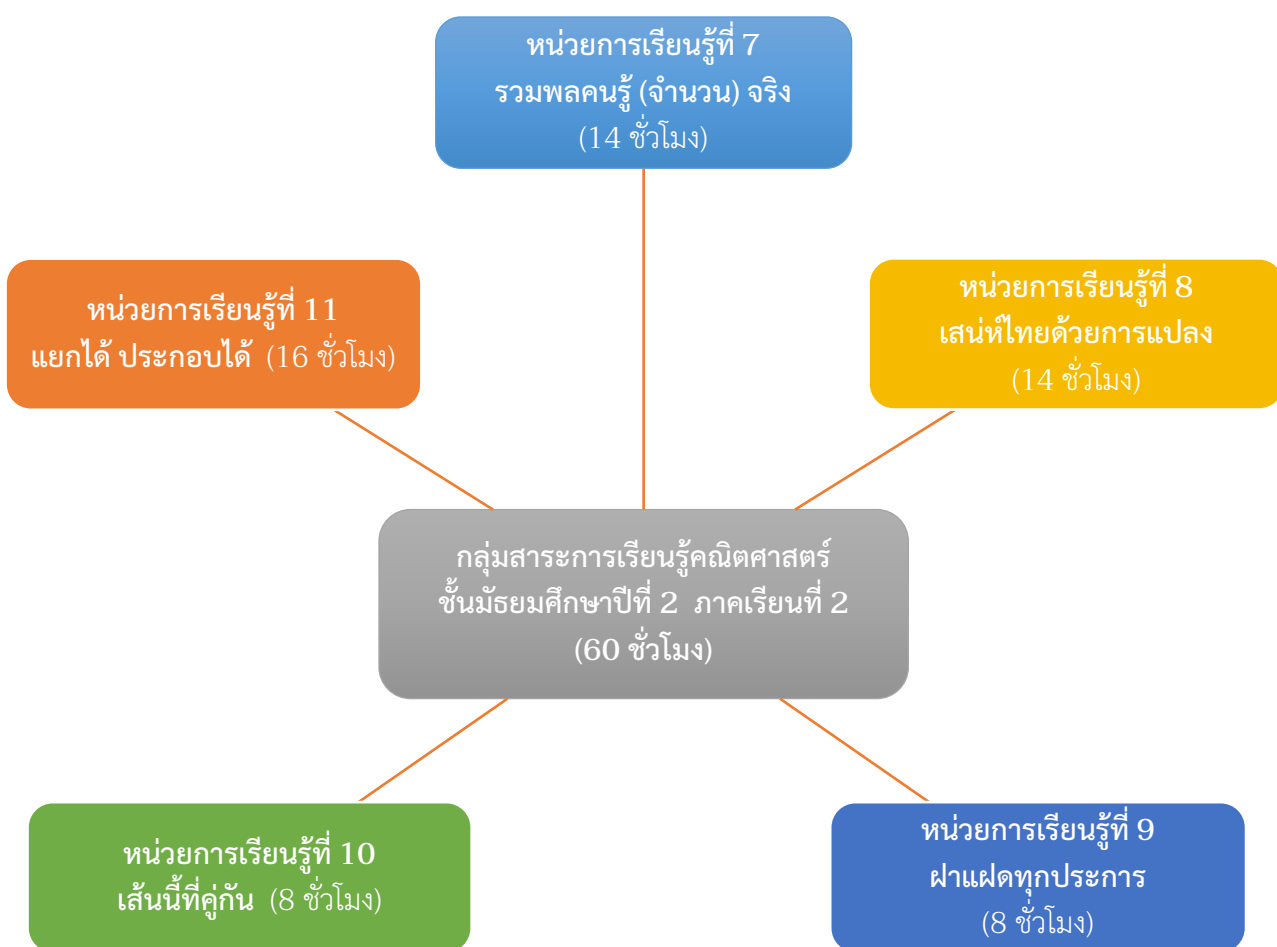 หน่วยการเรียนรู้ที่ 7
รวมพลคนรู้ (จำนวน) จริง
(14 ชั่วโมง)
หน่วยการเรียนรู้ที่ 11
แยกได้ ประกอบได้ (16 ชั่วโมง)
หน่วยการเรียนรู้ที่ 8
เสน่ห์ไทยด้วยการแปลง
(14 ชั่วโมง)
กลุ่มสาระการเรียนรู้คณิตศาสตร์
ชั้นมัธยมศึกษาปีที่ 2 ภาคเรียนที่ 2
(60 ชั่วโมง)
หน่วยการเรียนรู้ที่ 10
เส้นนี้ที่คู่กัน (8 ชั่วโมง)
หน่วยการเรียนรู้ที่ 9
ฝาแฝดทุกประการ
(8 ชั่วโมง)